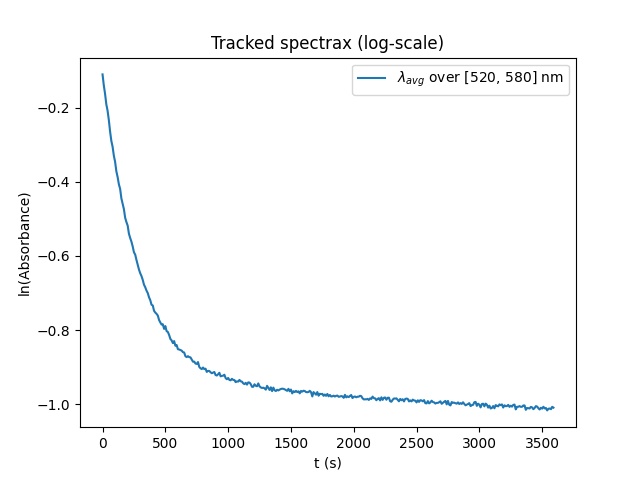 Tracked spectrax (log-scale)
λavg over [520, 580] nm
ln(Absorbance)
−0.2
−0.4
−0.6
−0.8
−1.0
0 500 1000 1500 2000 2500 3000 3500
t (s)